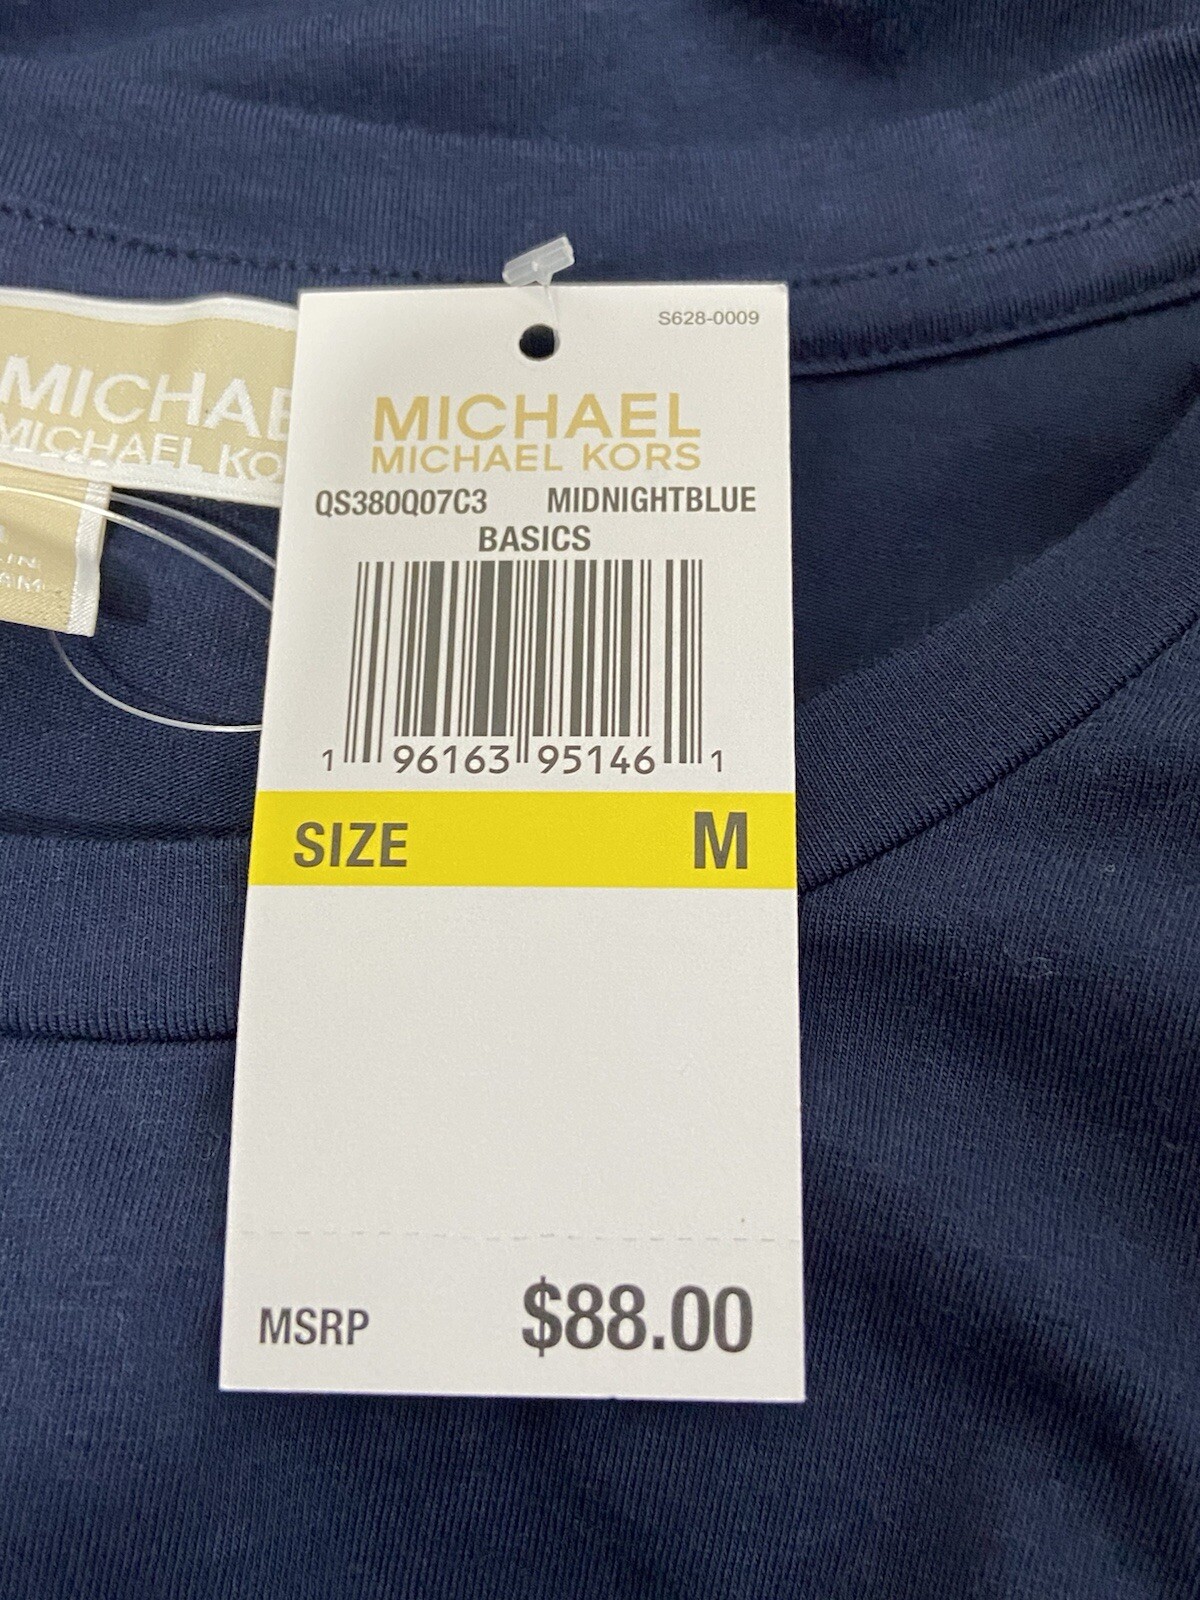 S628-0009
MICHAEL
MICHAEL KORS
QS380Q07C3 MIDNIGHTBLUE
BASICS
1 96163 95146 1
SIZE M
MSRP $88.00
MICHAE
MICHAEL KO